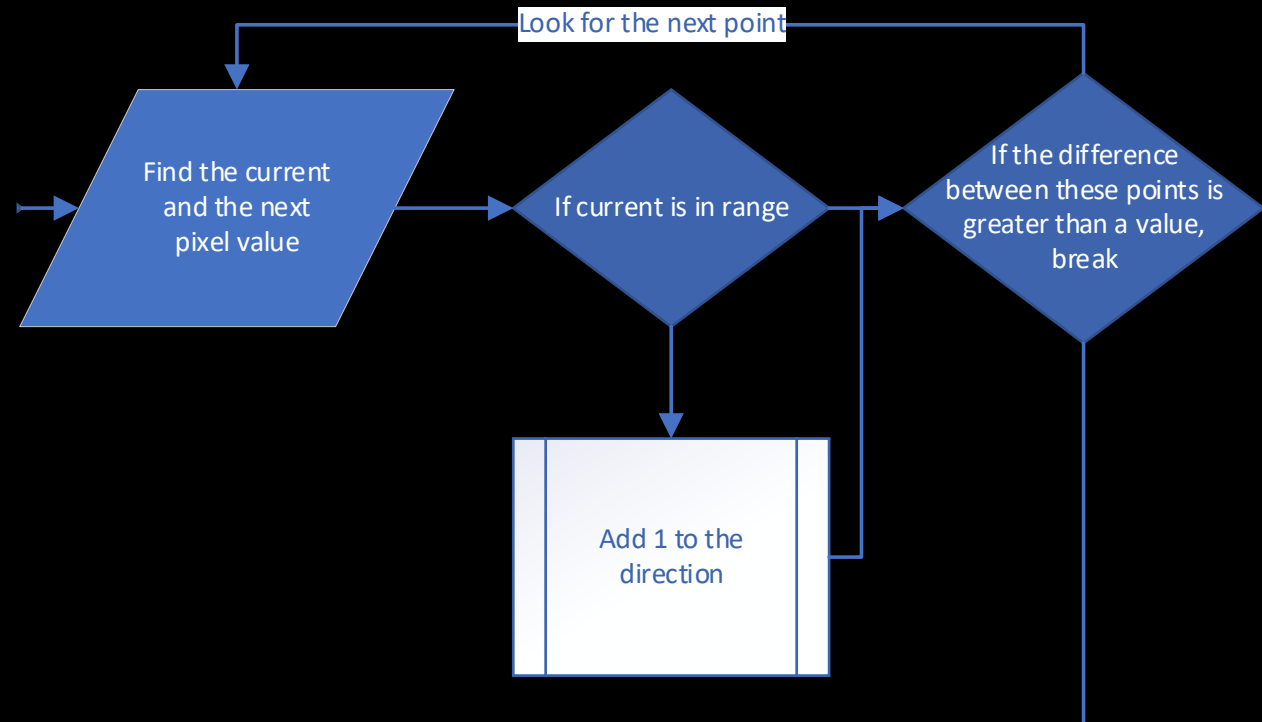 Look for the next point
Find the current
and the next
pixel value
If current is in range
If the difference
between these points is
greater than a value,
break
Add 1 to the
direction